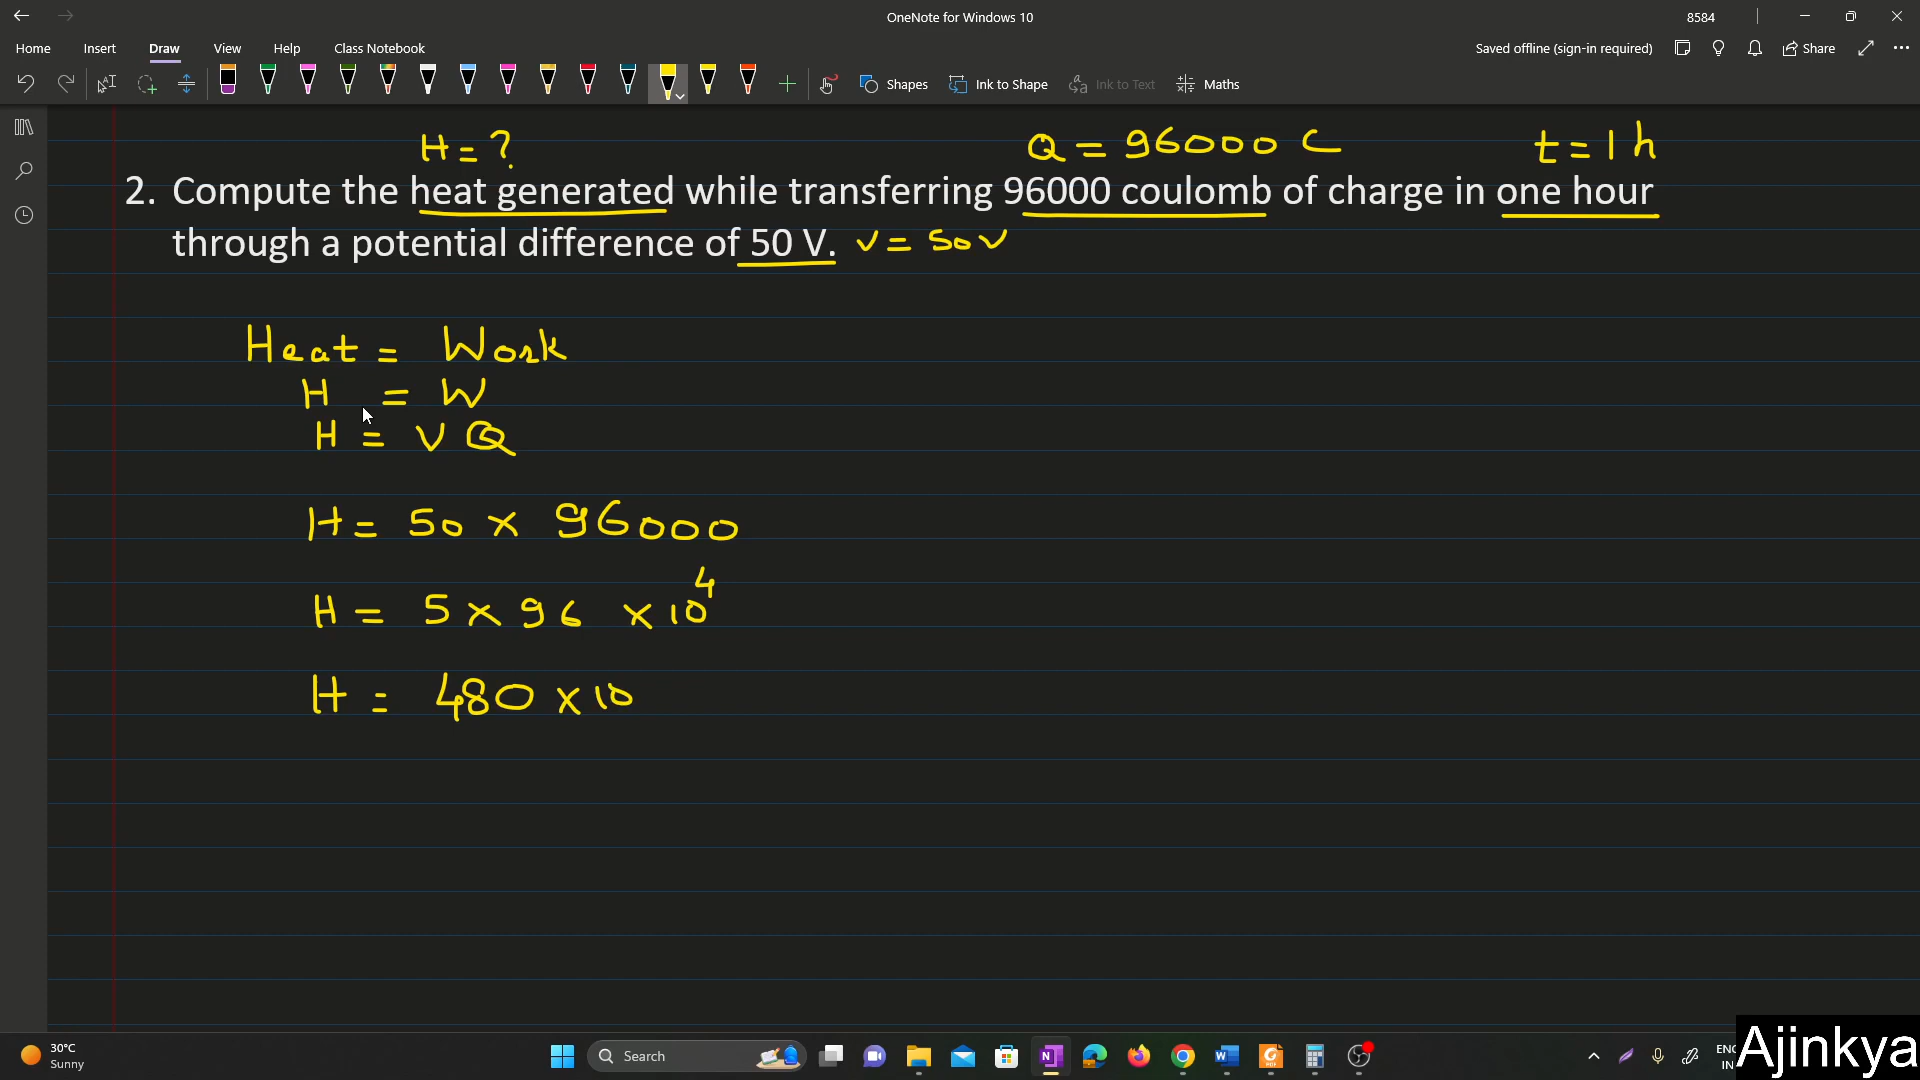 OneNote for Windows 10
8584
Home Insert Draw View Help Class Notebook
Saved offline (sign-in required)
Share
Shapes
Ink to Shape
Ink to Text
Maths
H = ?
Q = 96000 C
t = 1 h
2. Compute the heat generated while transferring 96000 coulomb of charge in one hour
through a potential difference of 50 V.
V = 50 V
Heat = Work
H = W
H = V Q
H = 50 × 96000
H = 5 × 96 × 10⁴
H = 480 × 10
30°C
Sunny
Search
IN
Ajinkya